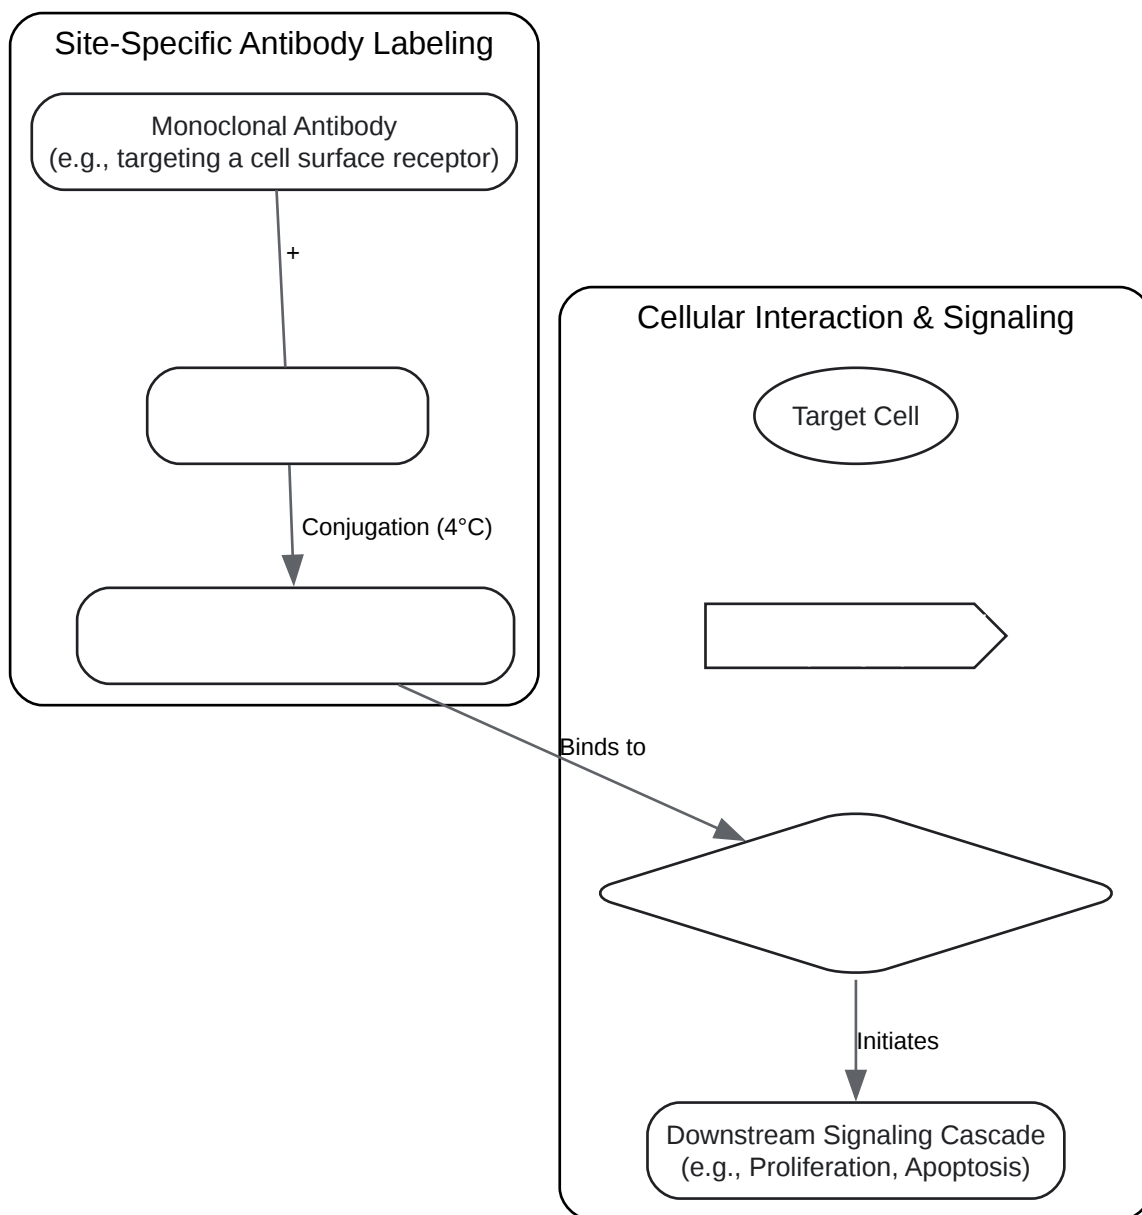 Site-Specific Antibody Labeling
Monoclonal Antibody
(e.g., targeting a cell surface receptor)
+
Conjugation (4°C)
Cellular Interaction & Signaling
Target Cell
Binds to
Initiates
Downstream Signaling Cascade
(e.g., Proliferation, Apoptosis)